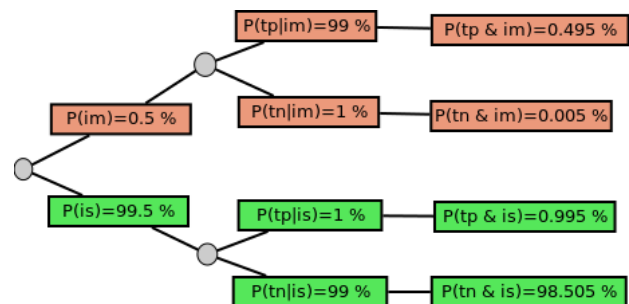 P(tp|im)=99 %
P(tp & im)=0.495 %
P(im)=0.5 %
P(tn|im)=1 %
P(tn & im)=0.005 %
P(is)=99.5 %
P(tp|is)=1 %
P(tp & is)=0.995 %
P(tn|is)=99 %
P(tn & is)=98.505 %